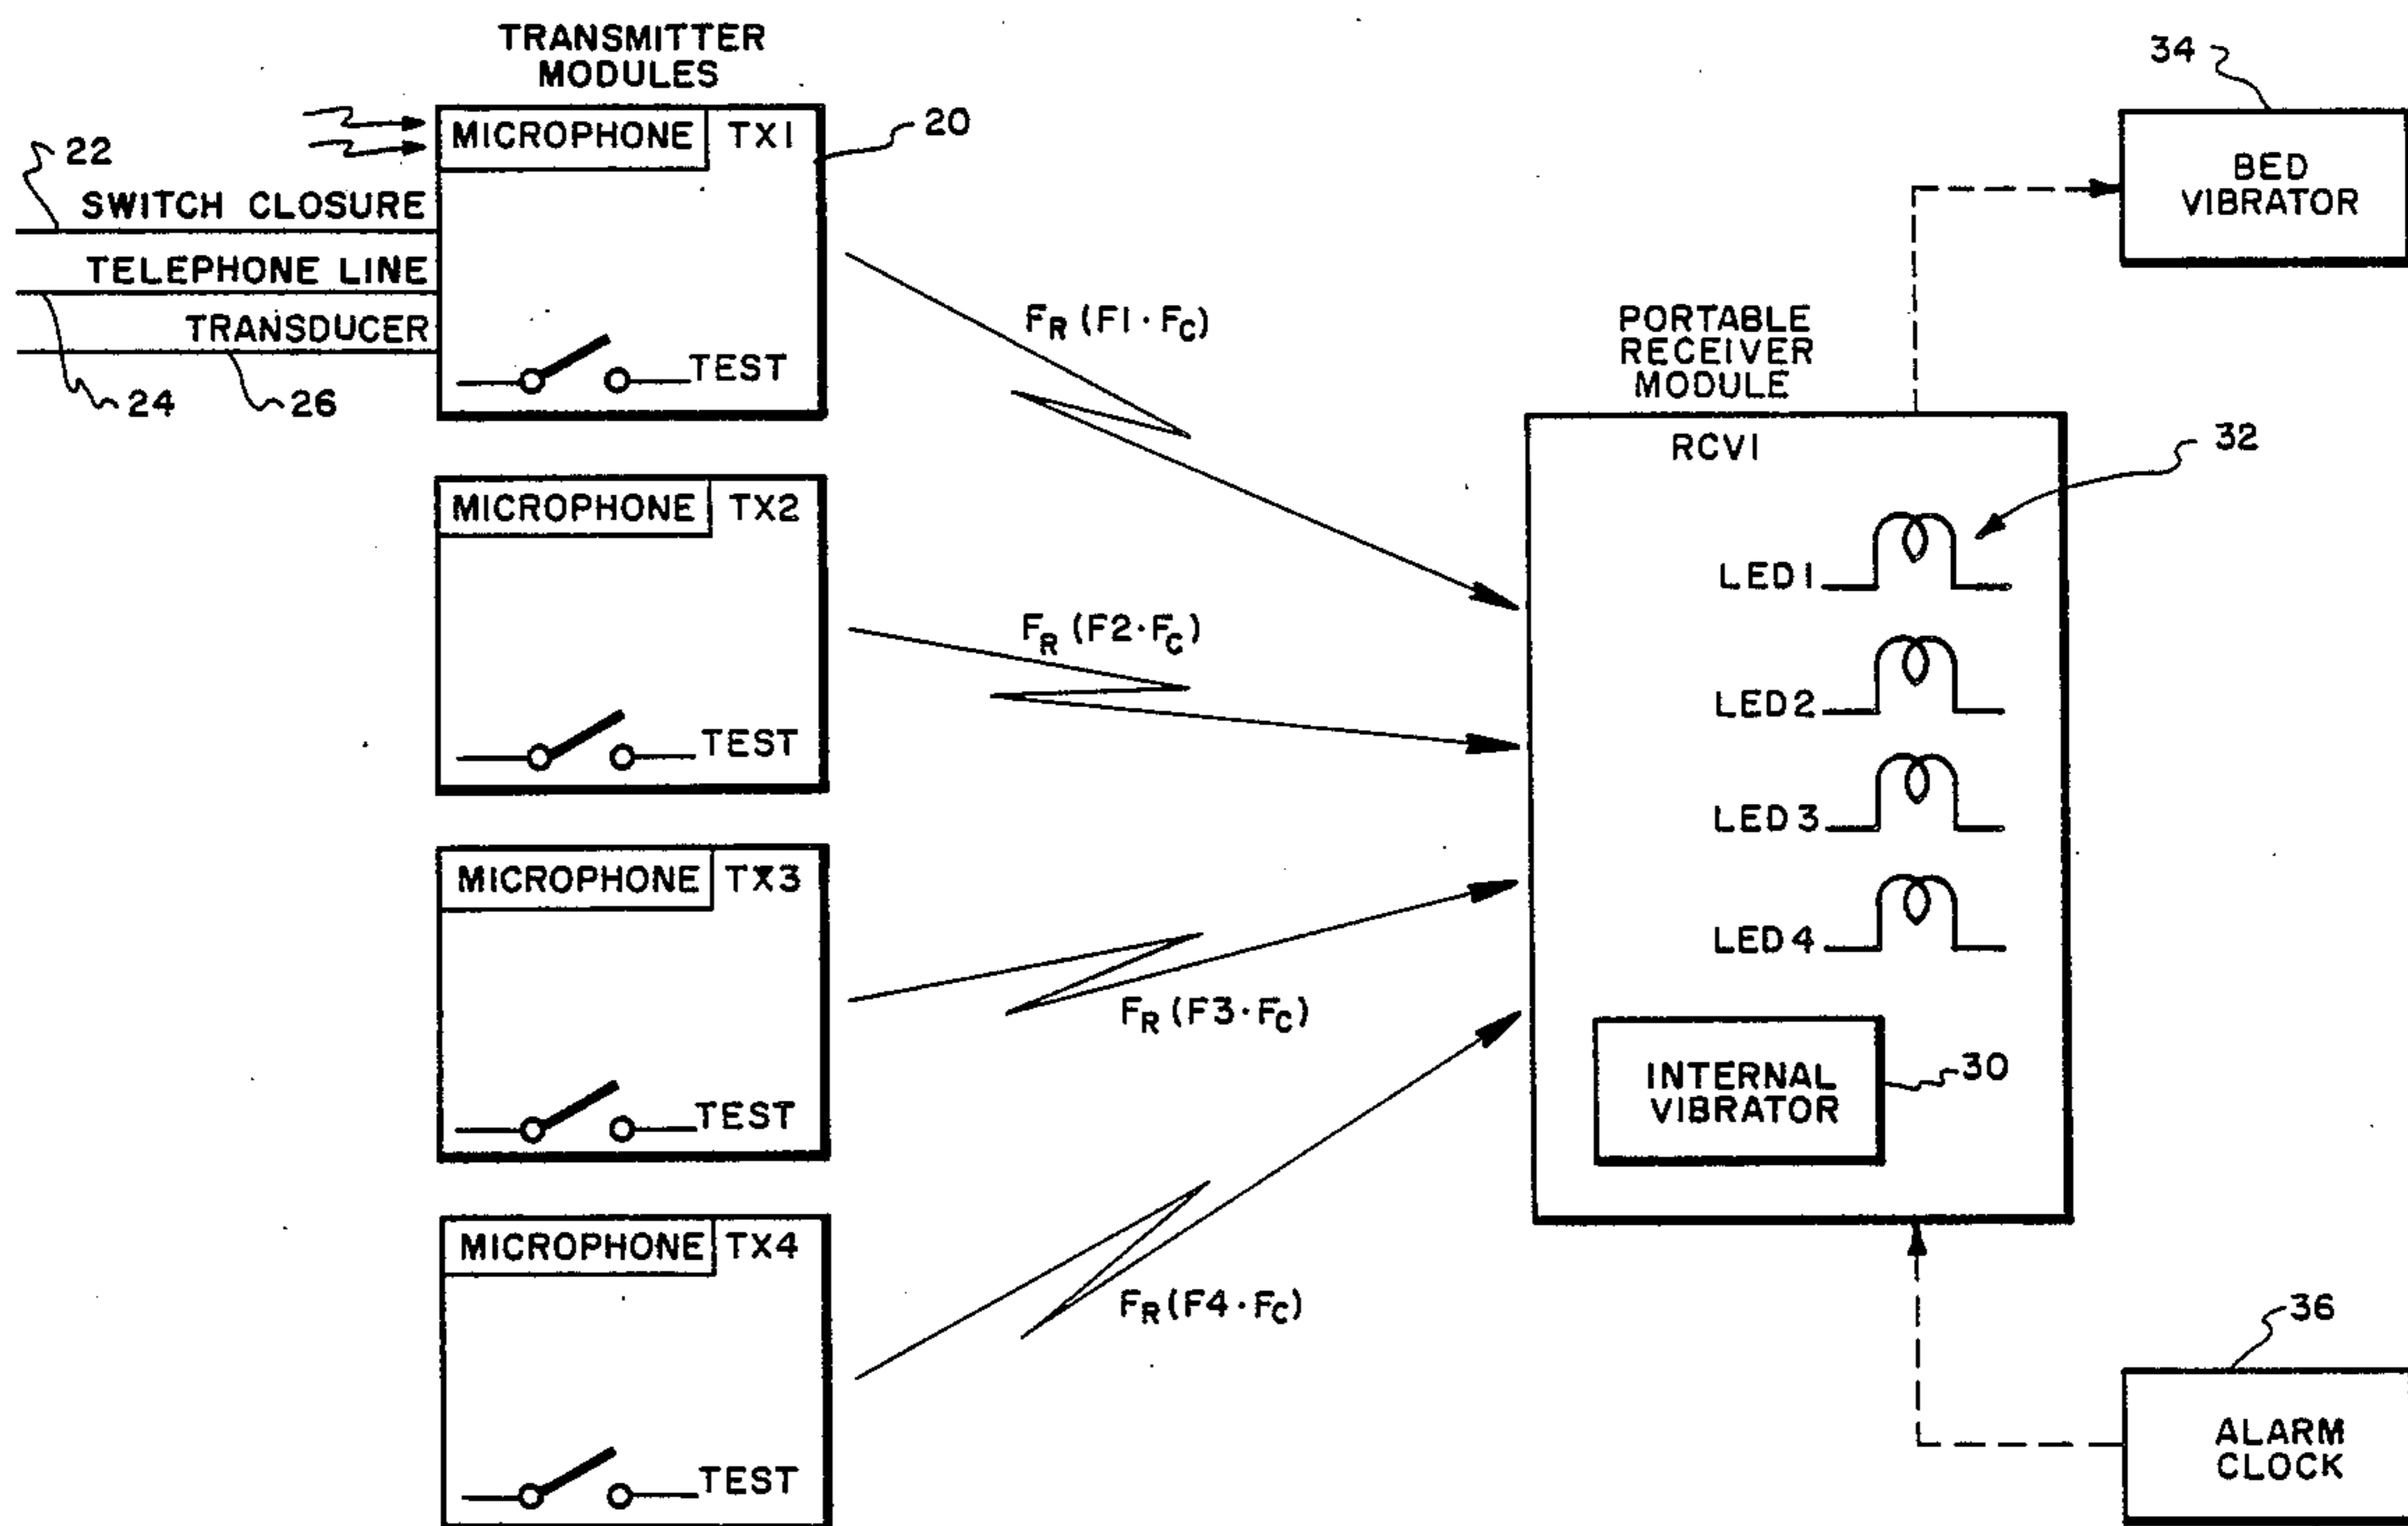 TRANSMITTER
MODULES
MICROPHONE TX1
20
22
SWITCH CLOSURE
TELEPHONE LINE
TRANSDUCER
24
26
TEST
MICROPHONE TX2
TEST
MICROPHONE TX3
TEST
MICROPHONE TX4
TEST
FR (F1·FC)
FR (F2·FC)
FR (F3·FC)
FR (F4·FC)
PORTABLE
RECEIVER
MODULE
RCV1
32
LED1
LED2
LED3
LED4
INTERNAL
VIBRATOR
30
34
BED
VIBRATOR
36
ALARM
CLOCK